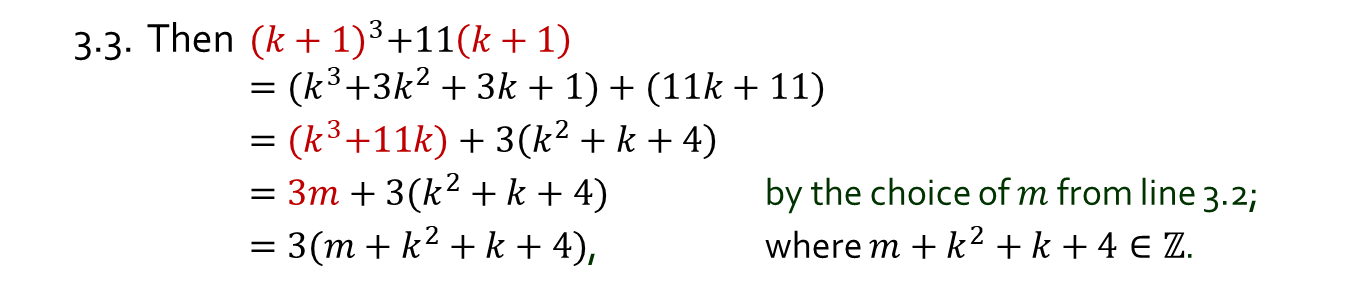 3.3. Then (k + 1)³+11(k + 1)
= (k³+3k² + 3k + 1) + (11k + 11)
= (k³+11k) + 3(k² + k + 4)
= 3m + 3(k² + k + 4) by the choice of m from line 3.2;
= 3(m + k² + k + 4), where m + k² + k + 4 ∈ ℤ.